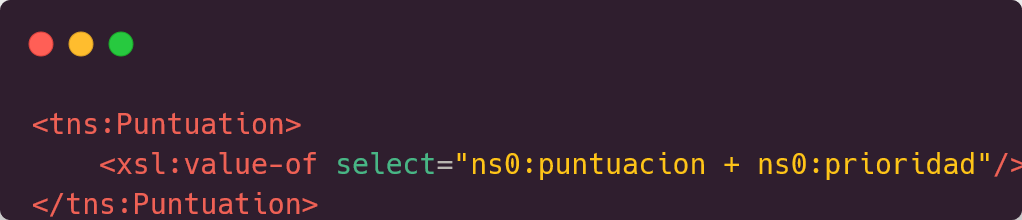 <tns:Puntuation>
    <xsl:value-of select="ns0:puntuacion + ns0:prioridad"/>
</tns:Puntuation>